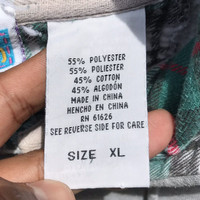 55% POLYESTER
55% POLIESTER
45% COTTON
45% ALGODÓN
MADE IN CHINA
HENCHO EN CHINA
RN 61626
SEE REVERSE SIDE FOR CARE
SIZE XL